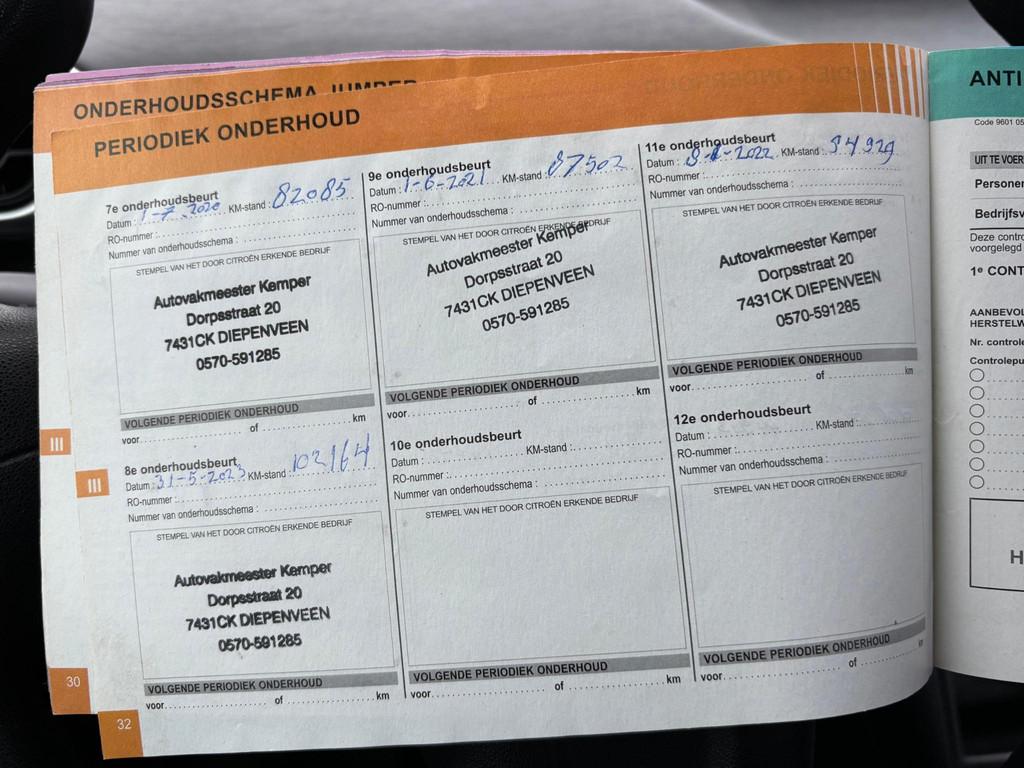 ONDERHOUDSSCHEMA JUMPER
PERIODIEK ONDERHOUD
7e onderhoudsbeurt
Datum : 1-7-2020 KM-stand : 82085
RO-nummer :
Nummer van onderhoudsschema :
STEMPEL VAN HET DOOR CITROËN ERKENDE BEDRIJF
Autovakmeester Kemper
Dorpsstraat 20
7431CK DIEPENVEEN
0570-591285
VOLGENDE PERIODIEK ONDERHOUD
voor of km
8e onderhoudsbeurt
Datum : 31-5-2023 KM-stand : 102164
RO-nummer :
Nummer van onderhoudsschema :
STEMPEL VAN HET DOOR CITROËN ERKENDE BEDRIJF
Autovakmeester Kemper
Dorpsstraat 20
7431CK DIEPENVEEN
0570-591285
VOLGENDE PERIODIEK ONDERHOUD
voor of km
9e onderhoudsbeurt
Datum : 1-6-2021 KM-stand : 87502
RO-nummer :
Nummer van onderhoudsschema :
STEMPEL VAN HET DOOR CITROËN ERKENDE BEDRIJF
Autovakmeester Kemper
Dorpsstraat 20
7431CK DIEPENVEEN
0570-591285
VOLGENDE PERIODIEK ONDERHOUD
voor of km
10e onderhoudsbeurt
Datum : KM-stand :
RO-nummer :
Nummer van onderhoudsschema :
STEMPEL VAN HET DOOR CITROËN ERKENDE BEDRIJF
VOLGENDE PERIODIEK ONDERHOUD
voor of km
11e onderhoudsbeurt
Datum : KM-stand :
RO-nummer :
Nummer van onderhoudsschema :
STEMPEL VAN HET DOOR CITROËN ERKENDE BEDRIJF
Autovakmeester Kemper
Dorpsstraat 20
7431CK DIEPENVEEN
0570-591285
VOLGENDE PERIODIEK ONDERHOUD
voor of km
12e onderhoudsbeurt
Datum : KM-stand :
RO-nummer :
Nummer van onderhoudsschema :
STEMPEL VAN HET DOOR CITROËN ERKENDE BEDRIJF
VOLGENDE PERIODIEK ONDERHOUD
voor of km
III
III
30
32
ANTI
Code 9601 05
UIT TE VOER
Personen
Bedrijfsv
Deze contro
voorgelegd
1e CONT
AANBEVOL
HERSTELW
Nr. controle
Controlepu
H